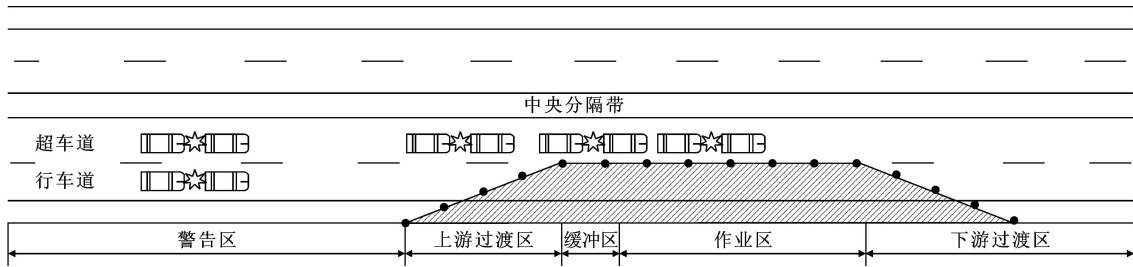 中央分隔带
超车道
行车道
警告区
上游过渡区
缓冲区
作业区
下游过渡区